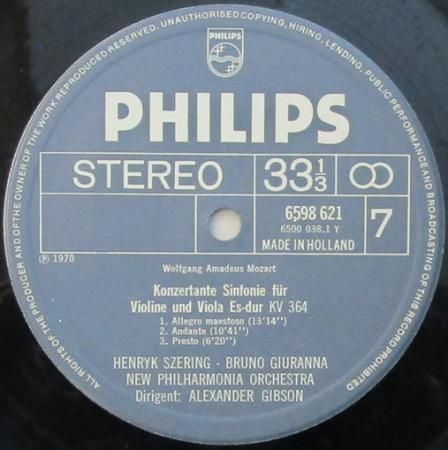 ALL RIGHTS OF THE PRODUCER AND OF THE OWNER OF THE WORK REPRODUCED RESERVED. UNAUTHORISED COPYING, HIRING, LENDING, PUBLIC PERFORMANCE AND BROADCASTING OF THIS RECORD PROHIBITED
PHILIPS
PHILIPS
STEREO 33⅓
6598 621 7
6500 038.1 Y
MADE IN HOLLAND
Ⓟ 1970
Wolfgang Amadeus Mozart
Konzertante Sinfonie für
Violine und Viola Es-dur KV 364
1. Allegro maestoso (13'14'')
2. Andante (10'41'')
3. Presto (6'20'')
HENRYK SZERING - BRUNO GIURANNA
NEW PHILHARMONIA ORCHESTRA
Dirigent: ALEXANDER GIBSON